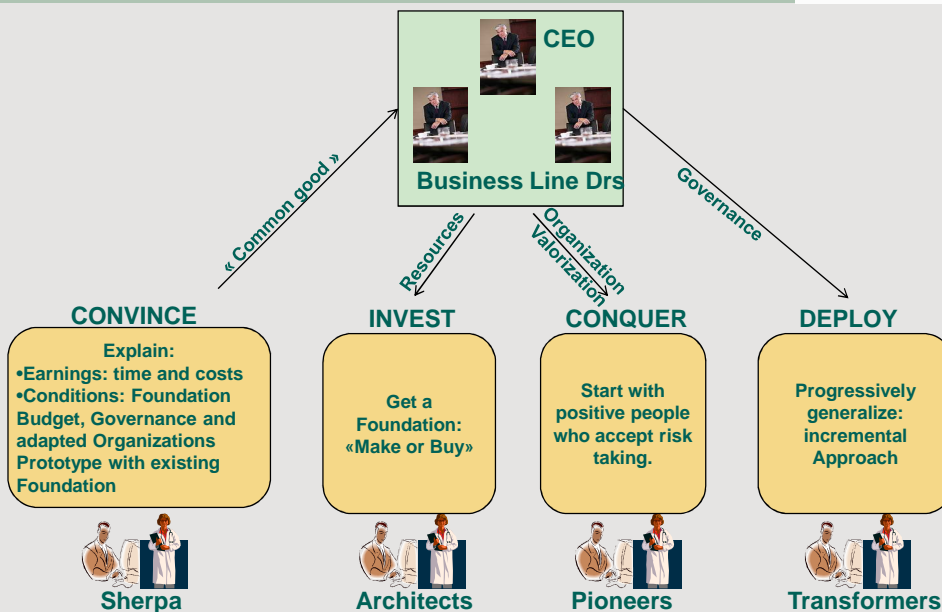 CEO
Business Line Drs
« Common good »
Resources
Organization
Valorization
Governance
CONVINCE
Explain:
•Earnings: time and costs
•Conditions: Foundation
Budget, Governance and
adapted Organizations
Prototype with existing
Foundation
Sherpa
INVEST
Get a
Foundation:
«Make or Buy»
Architects
CONQUER
Start with
positive people
who accept risk
taking.
Pioneers
DEPLOY
Progressively
generalize:
incremental
Approach
Transformers